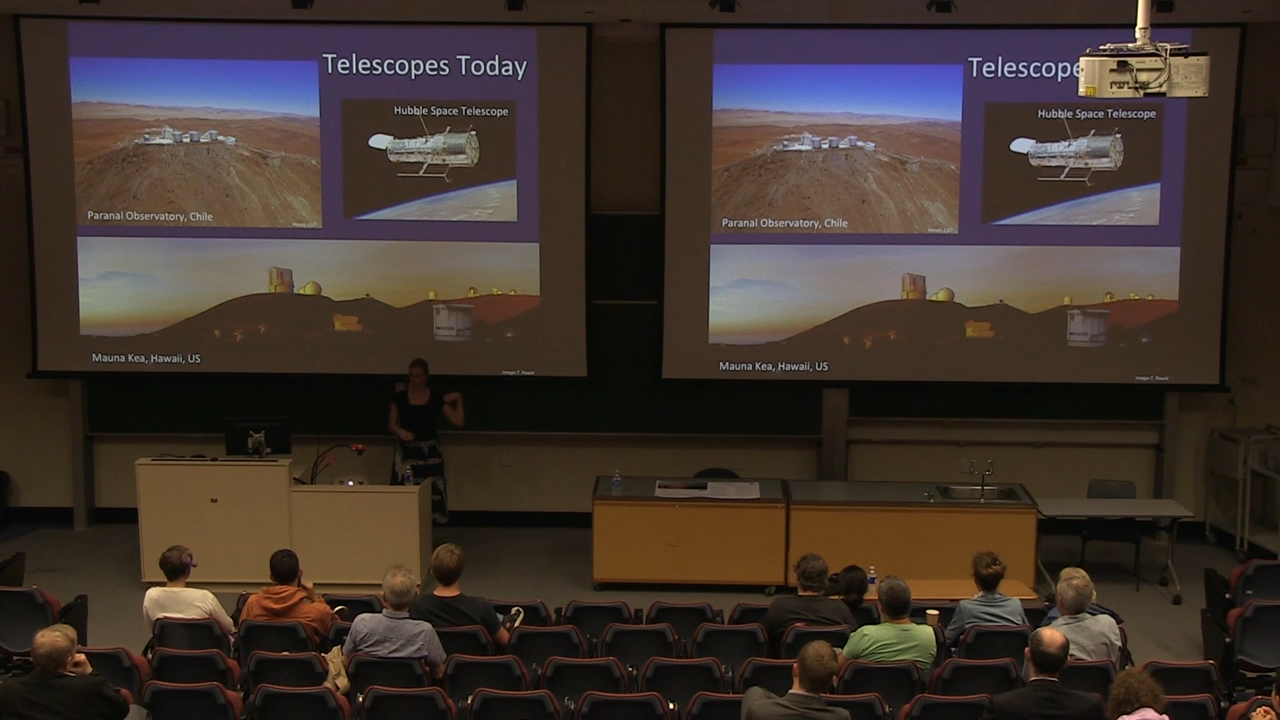 Telescopes Today
Hubble Space Telescope
Paranal Observatory, Chile
Mauna Kea, Hawaii, US
Telescope
Hubble Space Telescope
Paranal Observatory, Chile
Mauna Kea, Hawaii, US